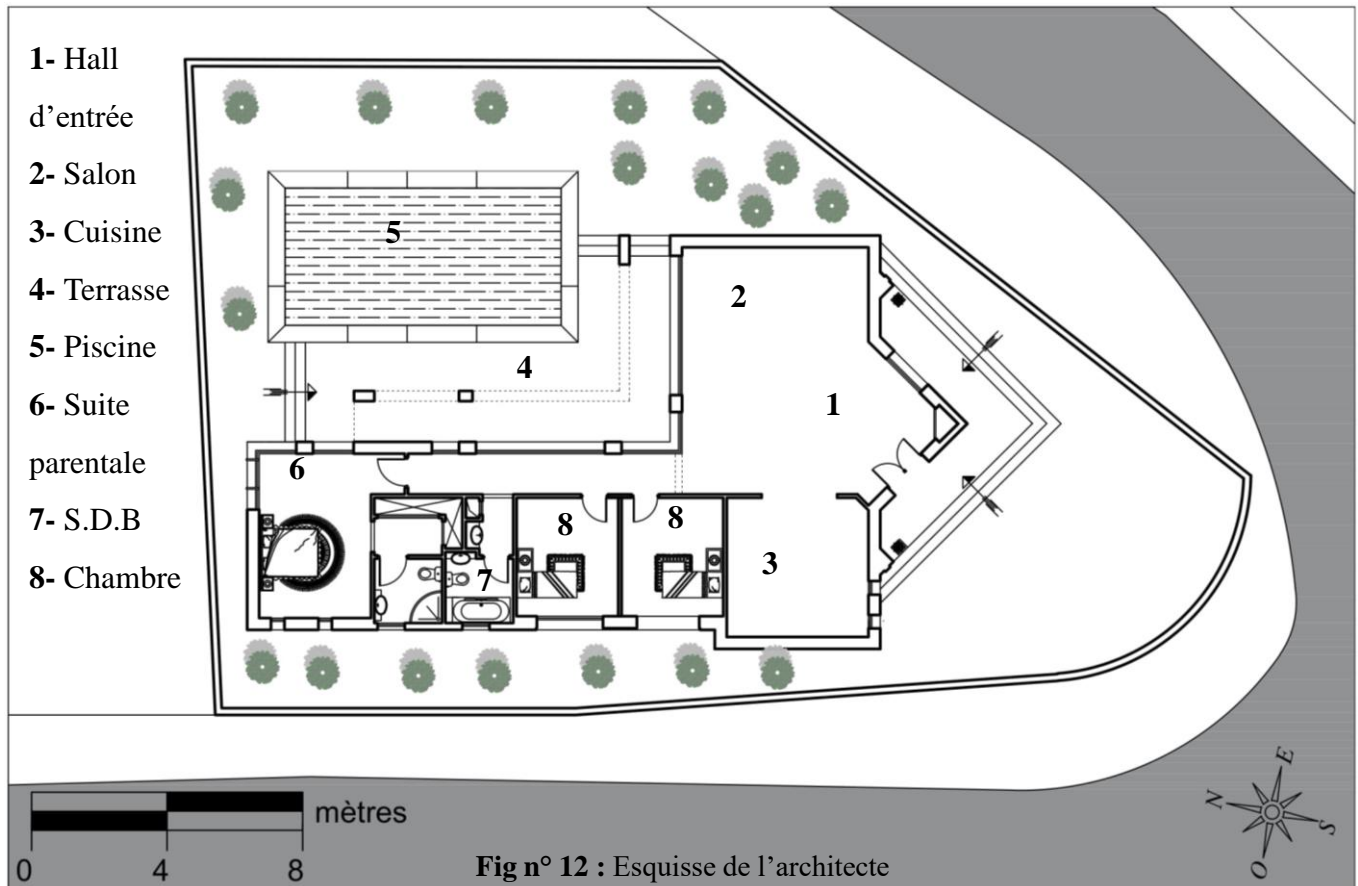 1- Hall
d’entrée
2- Salon
3- Cuisine
4- Terrasse
5- Piscine
6- Suite
parentale
7- S.D.B
8- Chambre
5
2
4
1
6
8
8
7
3
mètres
0 4 8
E
N
S
O
Fig n° 12 : Esquisse de l’architecte